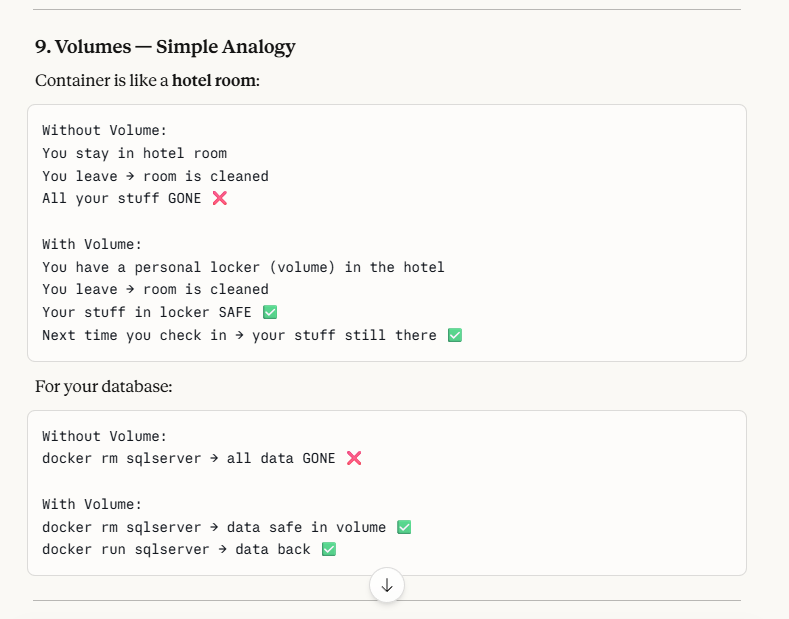 9. Volumes — Simple Analogy
Container is like a hotel room:
Without Volume:
You stay in hotel room
You leave → room is cleaned
All your stuff GONE ❌
With Volume:
You have a personal locker (volume) in the hotel
You leave → room is cleaned
Your stuff in locker SAFE ✅
Next time you check in → your stuff still there ✅
For your database:
Without Volume:
docker rm sqlserver → all data GONE ❌
With Volume:
docker rm sqlserver → data safe in volume ✅
docker run sqlserver → data back ✅